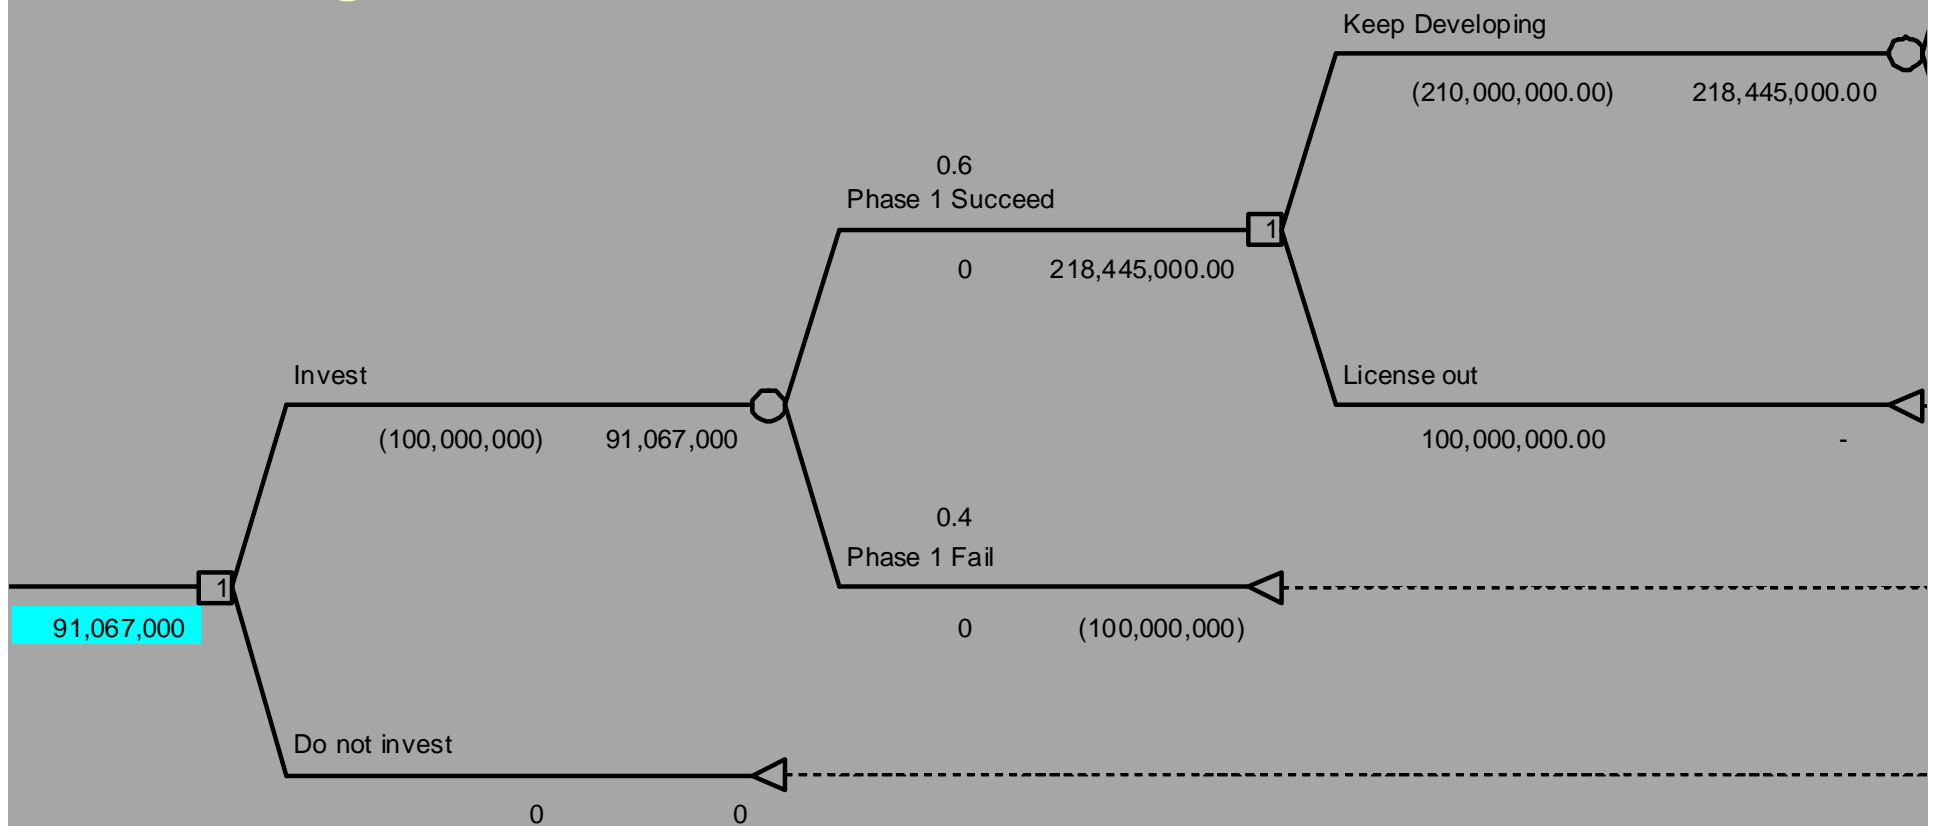 Keep Developing
(210,000,000.00) 218,445,000.00
0.6
Phase 1 Succeed
1
0 218,445,000.00
Invest
License out
(100,000,000) 91,067,000
100,000,000.00 -
0.4
Phase 1 Fail
1
91,067,000
0 (100,000,000)
Do not invest
0 0